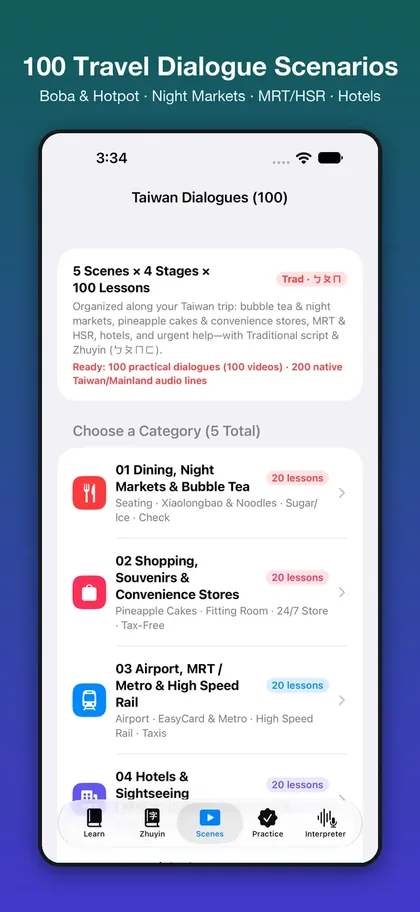 100 Travel Dialogue Scenarios
Boba & Hotpot · Night Markets · MRT/HSR · Hotels
3:34
Taiwan Dialogues (100)
5 Scenes × 4 Stages ×
100 Lessons
Trad · ㄅㄆㄇ
Organized along your Taiwan trip: bubble tea & night
markets, pineapple cakes & convenience stores, MRT &
HSR, hotels, and urgent help—with Traditional script &
Zhuyin (ㄅㄆㄇㄈ).
Ready: 100 practical dialogues (100 videos) · 200 native
Taiwan/Mainland audio lines
Choose a Category (5 Total)
01 Dining, Night
Markets & Bubble Tea
20 lessons
Seating · Xiaolongbao & Noodles · Sugar/
Ice · Check
02 Shopping,
Souvenirs &
Convenience Stores
20 lessons
Pineapple Cakes · Fitting Room · 24/7 Store
· Tax-Free
03 Airport, MRT /
Metro & High Speed
Rail
20 lessons
Airport · EasyCard & Metro · High Speed
Rail · Taxis
04 Hotels &
Sightseeing
20 lessons
字
Learn
Zhuyin
Scenes
Practice
Interpreter